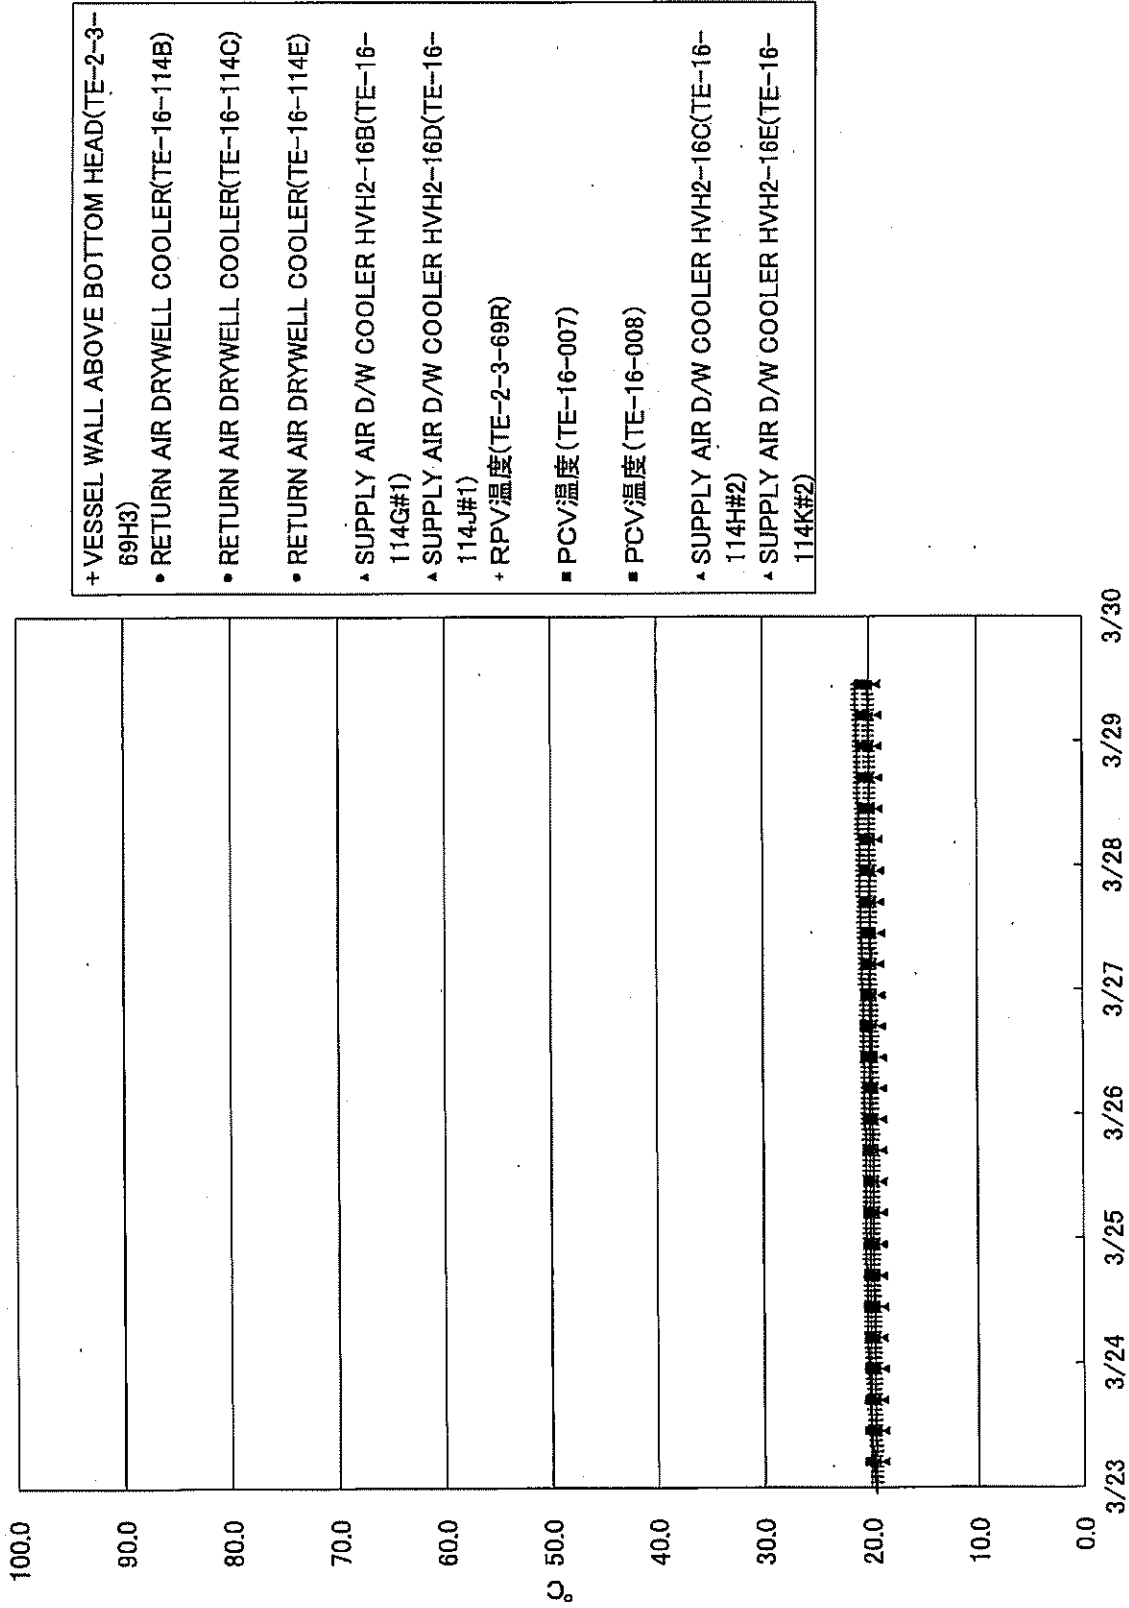 100.0
90.0
80.0
70.0
60.0
50.0
40.0
30.0
20.0
10.0
0.0
℃
3/23
3/24
3/25
3/26
3/27
3/28
3/29
3/30
+ VESSEL WALL ABOVE BOTTOM HEAD(TE-2-3-
69H3)
• RETURN AIR DRYWELL COOLER(TE-16-114B)
• RETURN AIR DRYWELL COOLER(TE-16-114C)
• RETURN AIR DRYWELL COOLER(TE-16-114E)
▲ SUPPLY AIR D/W COOLER HVH2-16B(TE-16-
114G#1)
▲ SUPPLY AIR D/W COOLER HVH2-16D(TE-16-
114J#1)
+ RPV温度(TE-2-3-69R)
■ PCV温度(TE-16-007)
■ PCV温度(TE-16-008)
▲ SUPPLY AIR D/W COOLER HVH2-16C(TE-16-
114H#2)
▲ SUPPLY AIR D/W COOLER HVH2-16E(TE-16-
114K#2)